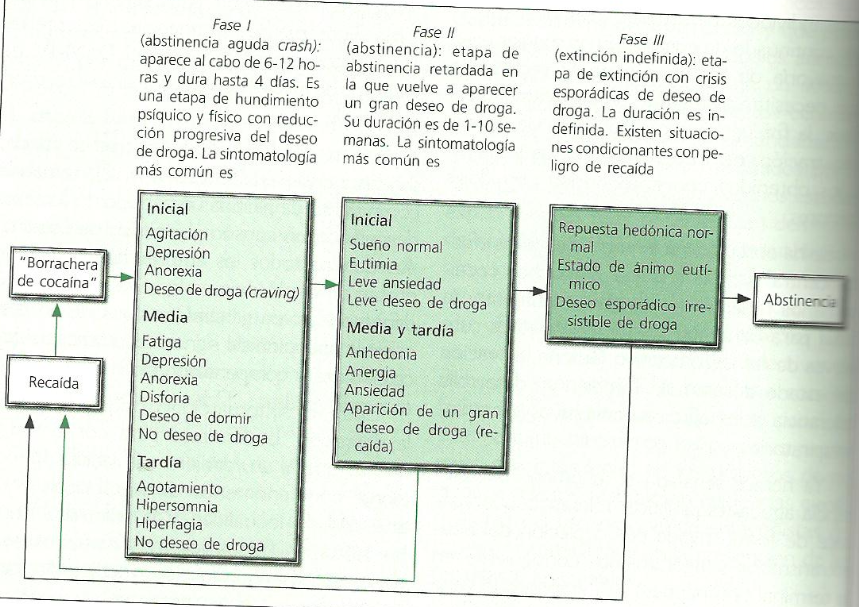 Fase I
(abstinencia aguda crash):
aparece al cabo de 6-12 ho-
ras y dura hasta 4 días. Es
una etapa de hundimiento
psíquico y físico con reduc-
ción progresiva del deseo
de droga. La sintomatología
más común es
Fase II
(abstinencia): etapa de
abstinencia retardada en
la que vuelve a aparecer
un gran deseo de droga.
Su duración es de 1-10 se-
manas. La sintomatología
más común es
Fase III
(extinción indefinida): eta-
pa de extinción con crisis
esporádicas de deseo de
droga. La duración es in-
definida. Existen situacio-
nes condicionantes con pe-
ligro de recaída
"Borrachera
de cocaína"
Recaída
Inicial
Agitación
Depresión
Anorexia
Deseo de droga (craving)
Media
Fatiga
Depresión
Anorexia
Disforia
Deseo de dormir
No deseo de droga
Tardía
Agotamiento
Hipersomnia
Hiperfagia
No deseo de droga
Inicial
Sueño normal
Eutimia
Leve ansiedad
Leve deseo de droga
Media y tardía
Anhedonia
Anergia
Ansiedad
Aparición de un gran
deseo de droga (re-
caída)
Repuesta hedónica nor-
mal
Estado de ánimo eutí-
mico
Deseo esporádico irre-
sistible de droga
Abstinencia